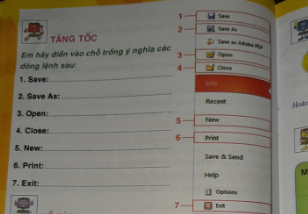 TĂNG TỐC
Em hãy điền vào chỗ trống ý nghĩa các
dòng lệnh sau:
1. Save:
2. Save As:
3. Open:
4. Close:
5. New:
6. Print:
7. Exit:
1 Save
2 Save As
Save as Adobe PDF
3 Open
4 Close
Info
Recent
5 New
6 Print
Save & Send
Help
Options
7 Exit